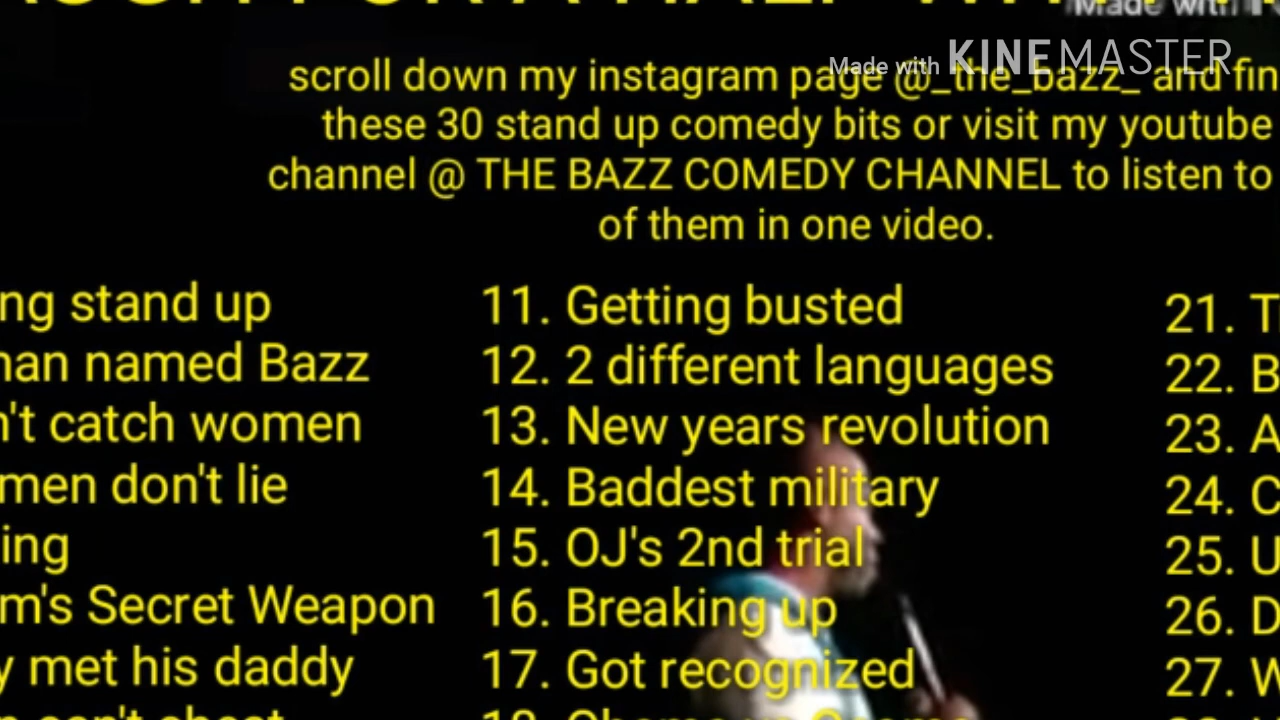 Made with
Made with KINEMASTER
scroll down my instagram page @_the_bazz_ and fin
these 30 stand up comedy bits or visit my youtube
channel @ THE BAZZ COMEDY CHANNEL to listen to
of them in one video.
ng stand up
man named Bazz
n't catch women
men don't lie
ing
m's Secret Weapon
y met his daddy
11. Getting busted
12. 2 different languages
13. New years revolution
14. Baddest military
15. OJ's 2nd trial
16. Breaking up
17. Got recognized
21. T
22. B
23. A
24. C
25. U
26. D
27. W